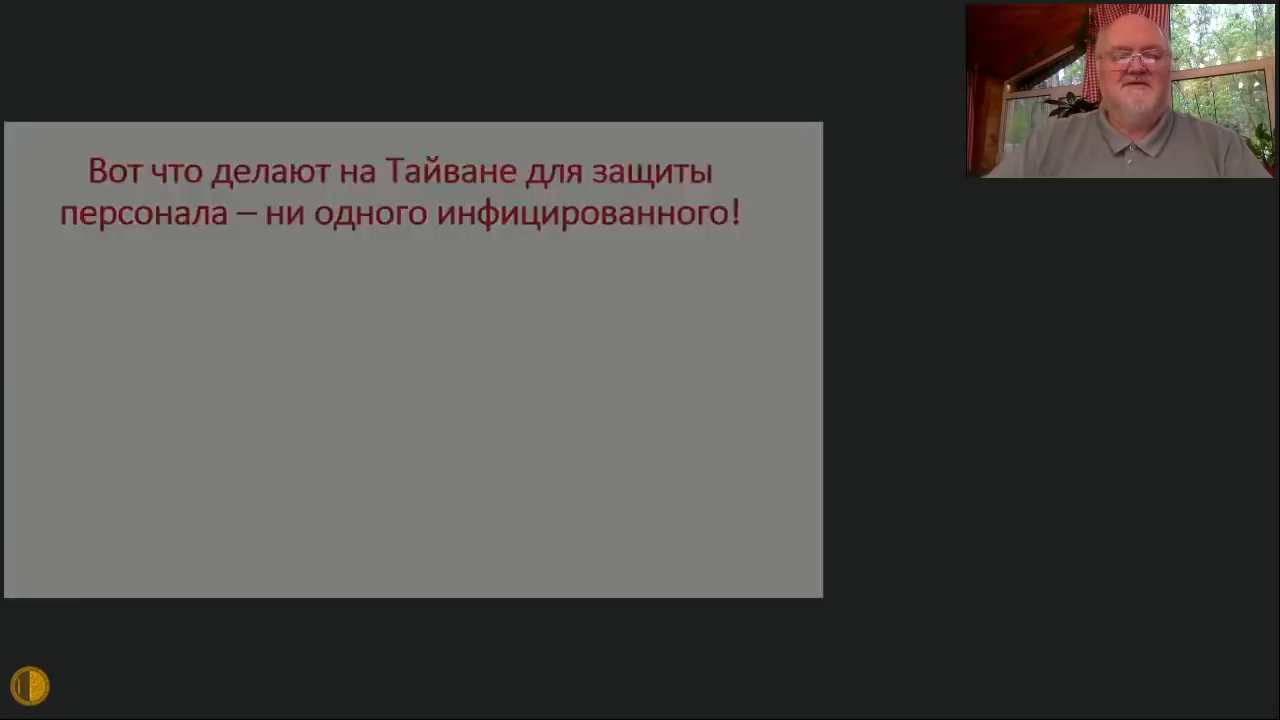 Вот что делают на Тайване для защиты
персонала – ни одного инфицированного!